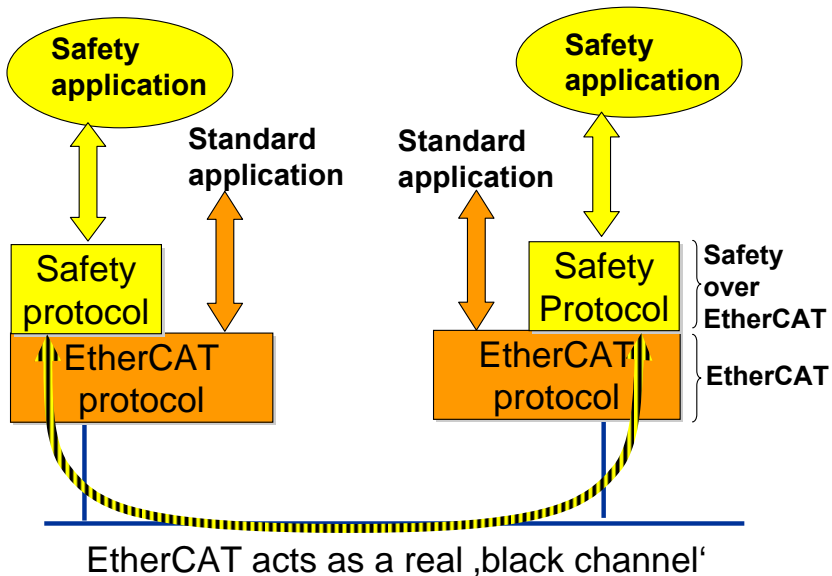 Safety
application
Safety
application
Standard
application
Standard
application
Safety
protocol
Safety
Protocol
Safety
over
EtherCAT
EtherCAT
protocol
EtherCAT
protocol
EtherCAT
EtherCAT acts as a real ‚black channel‘